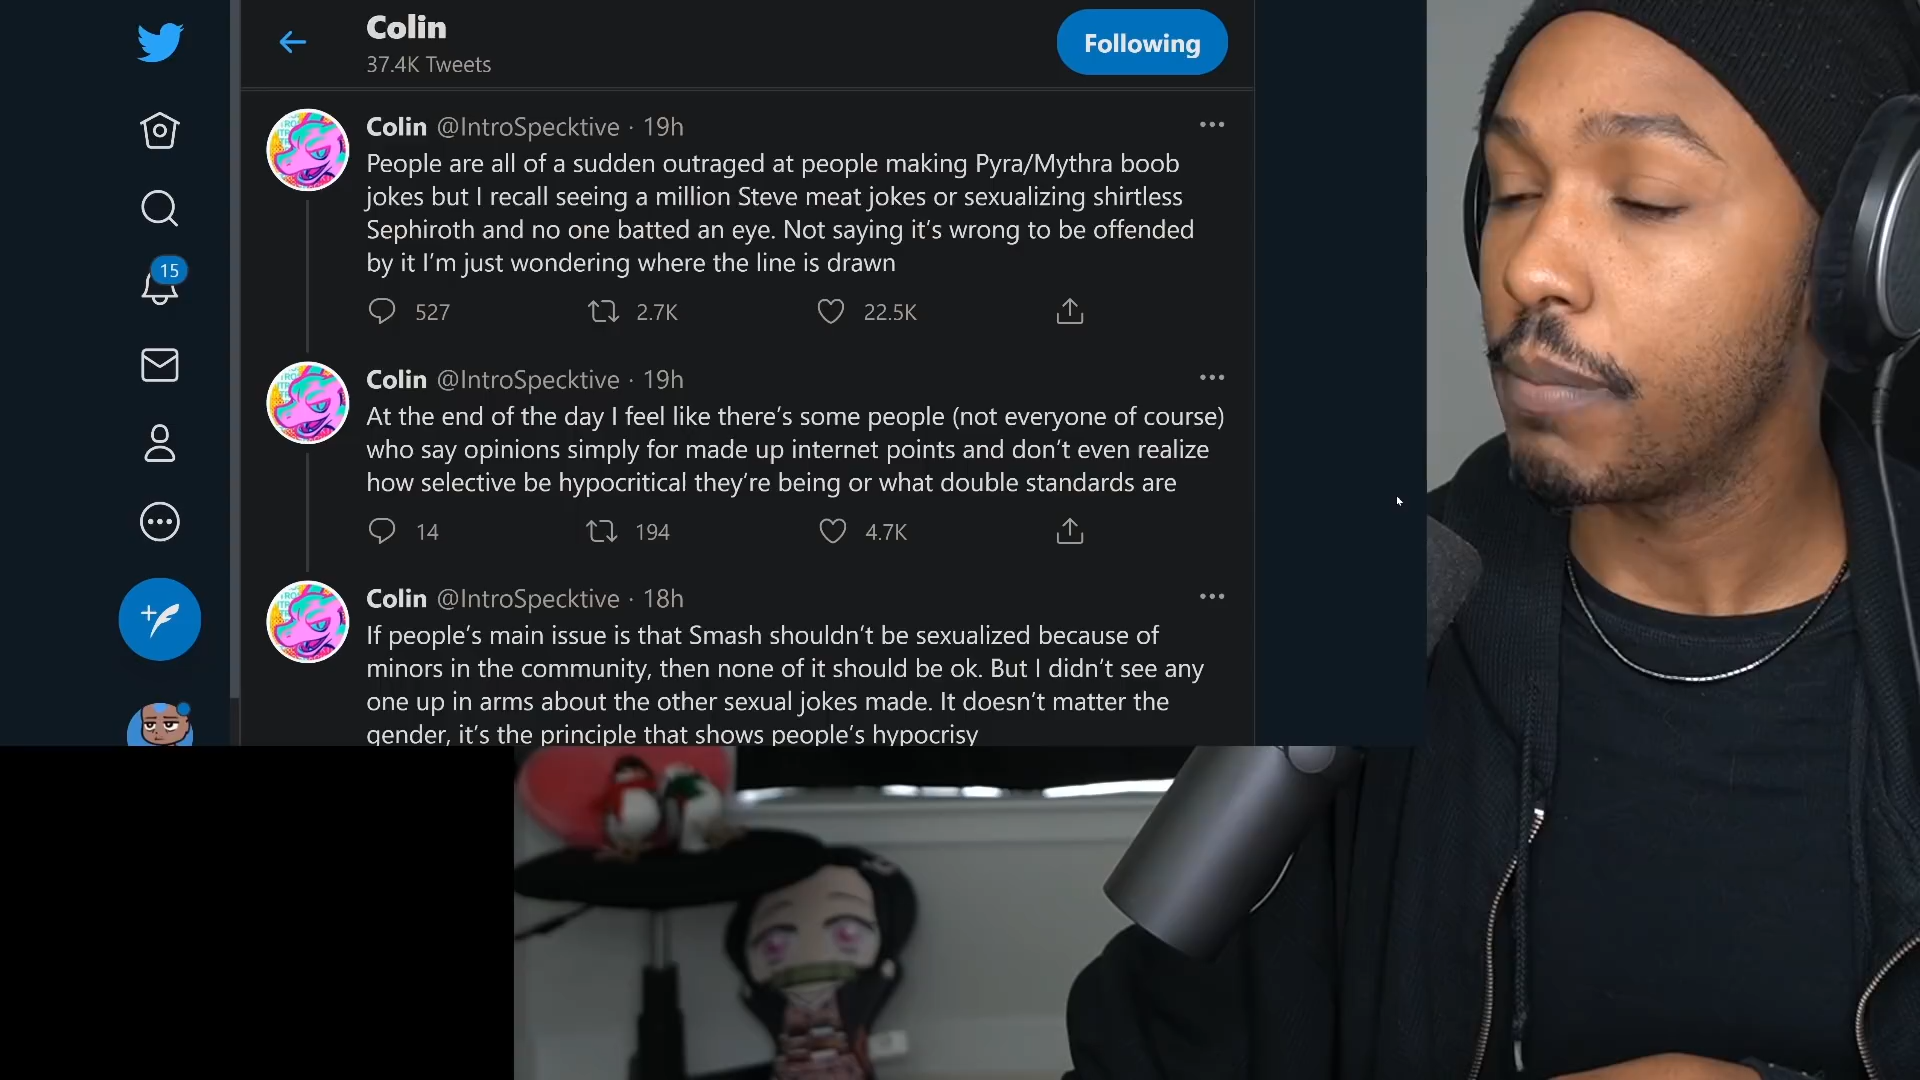 Colin
37.4K Tweets
Following
15
Colin @IntroSpecktive · 19h
People are all of a sudden outraged at people making Pyra/Mythra boob
jokes but I recall seeing a million Steve meat jokes or sexualizing shirtless
Sephiroth and no one batted an eye. Not saying it's wrong to be offended
by it I'm just wondering where the line is drawn
527 2.7K 22.5K
Colin @IntroSpecktive · 19h
At the end of the day I feel like there's some people (not everyone of course)
who say opinions simply for made up internet points and don't even realize
how selective be hypocritical they're being or what double standards are
14 194 4.7K
Colin @IntroSpecktive · 18h
If people's main issue is that Smash shouldn't be sexualized because of
minors in the community, then none of it should be ok. But I didn't see any
one up in arms about the other sexual jokes made. It doesn't matter the
gender, it's the principle that shows people's hypocrisy